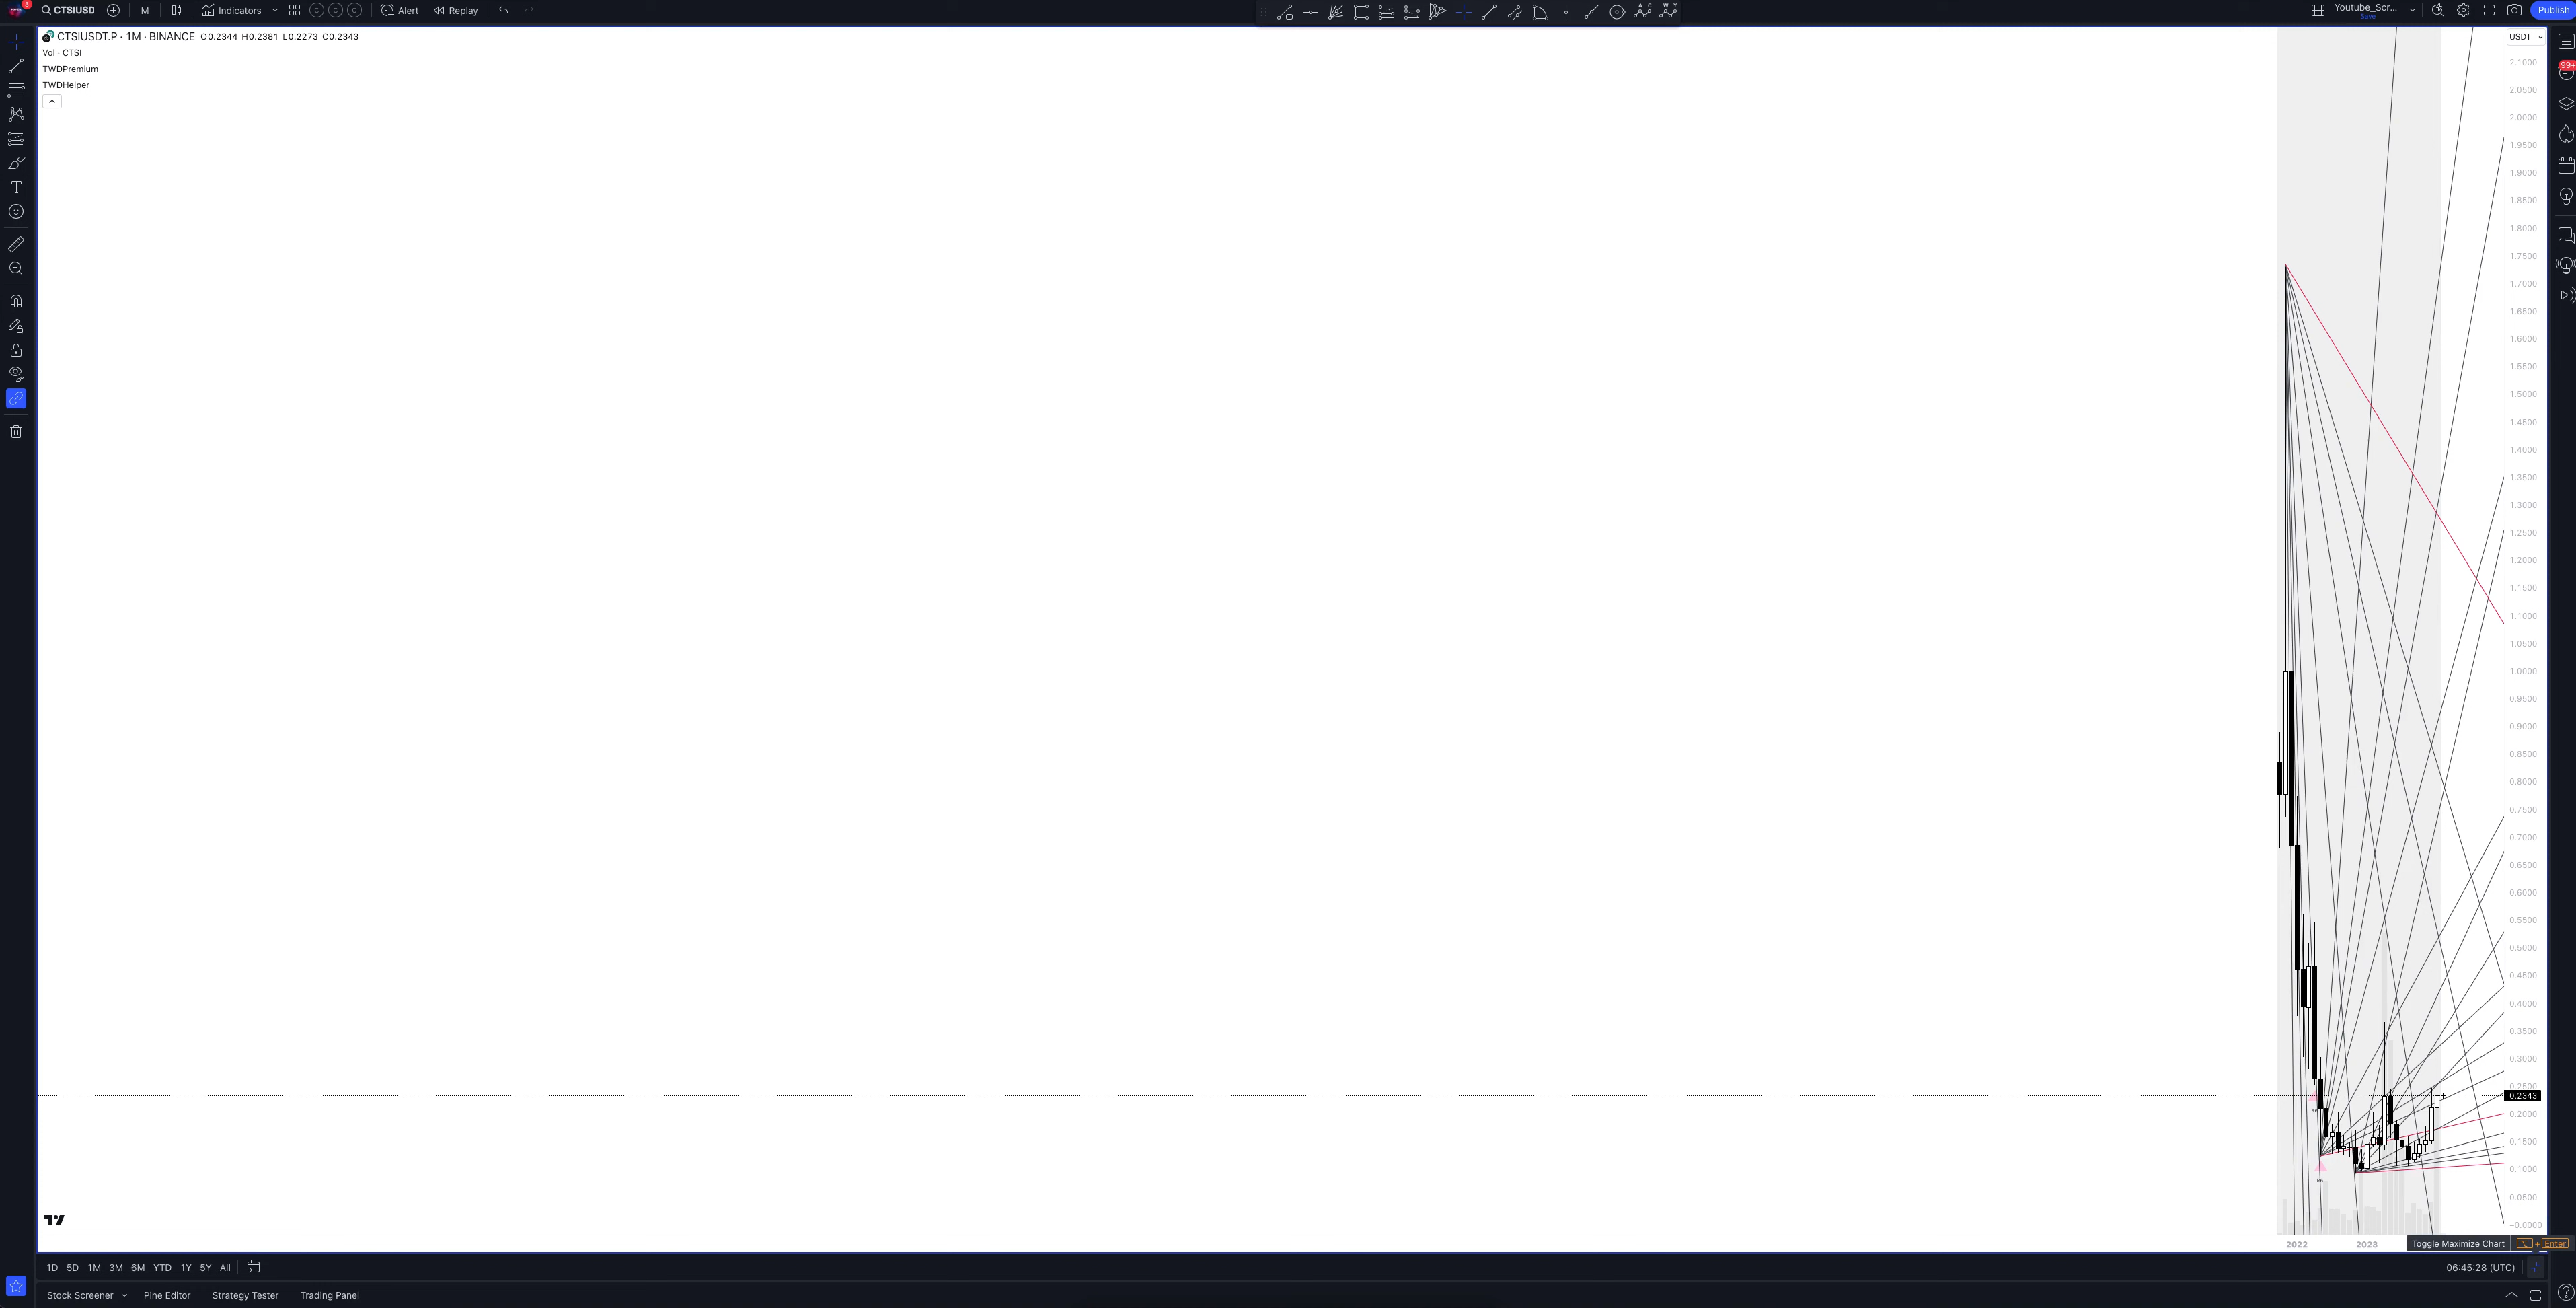 3
CTSIUSD
M
Indicators
C
C
C
Alert
Replay
Youtube_Scr...
Save
Publish
CTSIUSDT.P · 1M · BINANCE O0.2344 H0.2381 L0.2273 C0.2343
USDT
Vol · CTSI
TWDPremium
TWDHelper
99+
2.1000
2.0500
2.0000
1.9500
1.9000
1.8500
1.8000
1.7500
1.7000
1.6500
1.6000
1.5500
1.5000
1.4500
1.4000
1.3500
1.3000
1.2500
1.2000
1.1500
1.1000
1.0500
1.0000
0.9500
0.9000
0.8500
0.8000
0.7500
0.7000
0.6500
0.6000
0.5500
0.5000
0.4500
0.4000
0.3500
0.3000
0.2500
0.2343
0.2000
0.1500
0.1000
0.0500
−0.0000
2022
2023
Toggle Maximize Chart
+ Enter
1D 5D 1M 3M 6M YTD 1Y 5Y All
06:45:28 (UTC)
Stock Screener
Pine Editor
Strategy Tester
Trading Panel